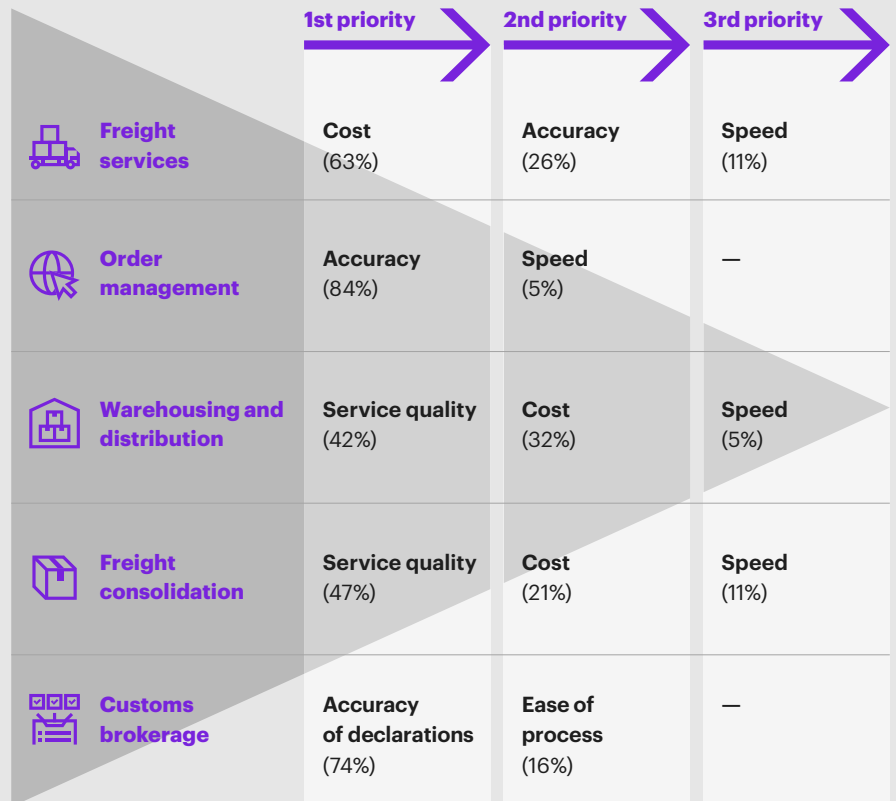 1st priority
2nd priority
3rd priority
Freight
services
Cost
(63%)
Accuracy
(26%)
Speed
(11%)
Order
management
Accuracy
(84%)
Speed
(5%)
—
Warehousing and
distribution
Service quality
(42%)
Cost
(32%)
Speed
(5%)
Freight
consolidation
Service quality
(47%)
Cost
(21%)
Speed
(11%)
Customs
brokerage
Accuracy
of declarations
(74%)
Ease of
process
(16%)
—